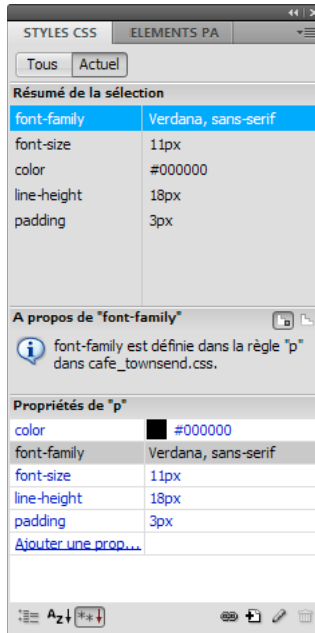 STYLES CSS ELEMENTS PA
Tous Actuel
Résumé de la sélection
font-family Verdana, sans-serif
font-size 11px
color #000000
line-height 18px
padding 3px
A propos de "font-family"
font-family est définie dans la règle "p"
dans cafe_townsend.css.
Propriétés de "p"
color #000000
font-family Verdana, sans-serif
font-size 11px
line-height 18px
padding 3px
Ajouter une prop...